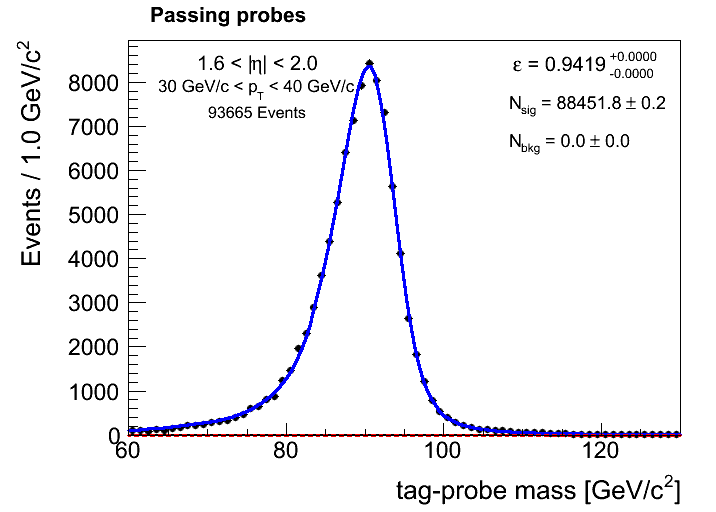 Passing probes
1.6 < |η| < 2.0
30 GeV/c < p_T < 40 GeV/c
93665 Events
ε = 0.9419 +0.0000 -0.0000
N_sig = 88451.8 ± 0.2
N_bkg = 0.0 ± 0.0
Events / 1.0 GeV/c²
8000
7000
6000
5000
4000
3000
2000
1000
0
60 80 100 120
tag-probe mass [GeV/c²]